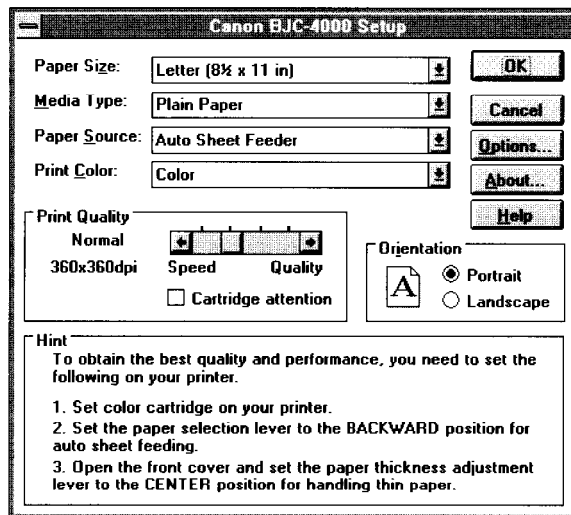 Canon BJC-4000 Setup
Paper Size: Letter (8½ x 11 in)
OK
Media Type: Plain Paper
Cancel
Paper Source: Auto Sheet Feeder
Options...
Print Color: Color
About...
Help
Print Quality
Normal
360x360dpi
Speed Quality
Cartridge attention
Orientation
A
Portrait
Landscape
Hint
To obtain the best quality and performance, you need to set the
following on your printer.
1. Set color cartridge on your printer.
2. Set the paper selection lever to the BACKWARD position for
auto sheet feeding.
3. Open the front cover and set the paper thickness adjustment
lever to the CENTER position for handling thin paper.